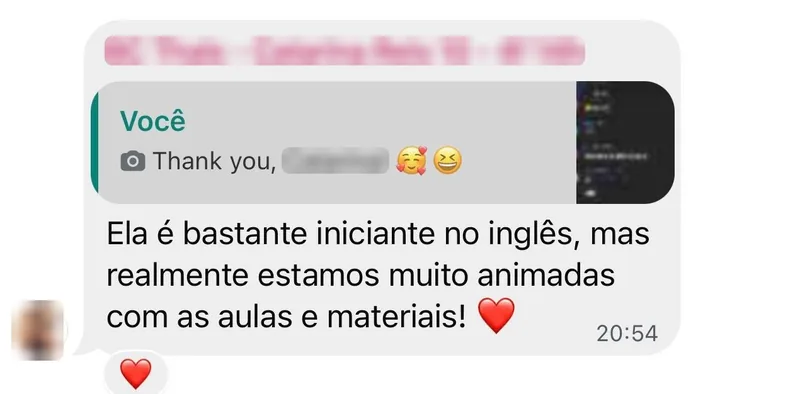 Você
Thank you, 🥰😆
Ela é bastante iniciante no inglês, mas
realmente estamos muito animadas
com as aulas e materiais! ❤️
20:54
❤️